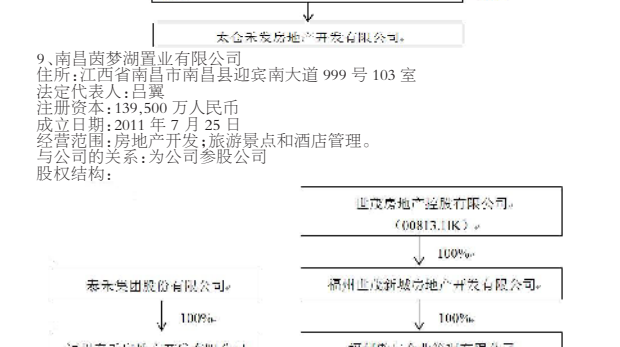 太仓禾发房地产开发有限公司。
9、南昌茵梦湖置业有限公司
住所：江西省南昌市南昌县迎宾南大道 999 号 103 室
法定代表人：吕翼
注册资本：139,500 万人民币
成立日期：2011 年 7 月 25 日
经营范围：房地产开发；旅游景点和酒店管理。
与公司的关系：为公司参股公司
股权结构：
世茂房地产控股有限公司
（00813.HK）
100%
泰禾集团股份有限公司
福州世茂新城房地产开发有限公司
100%
100%